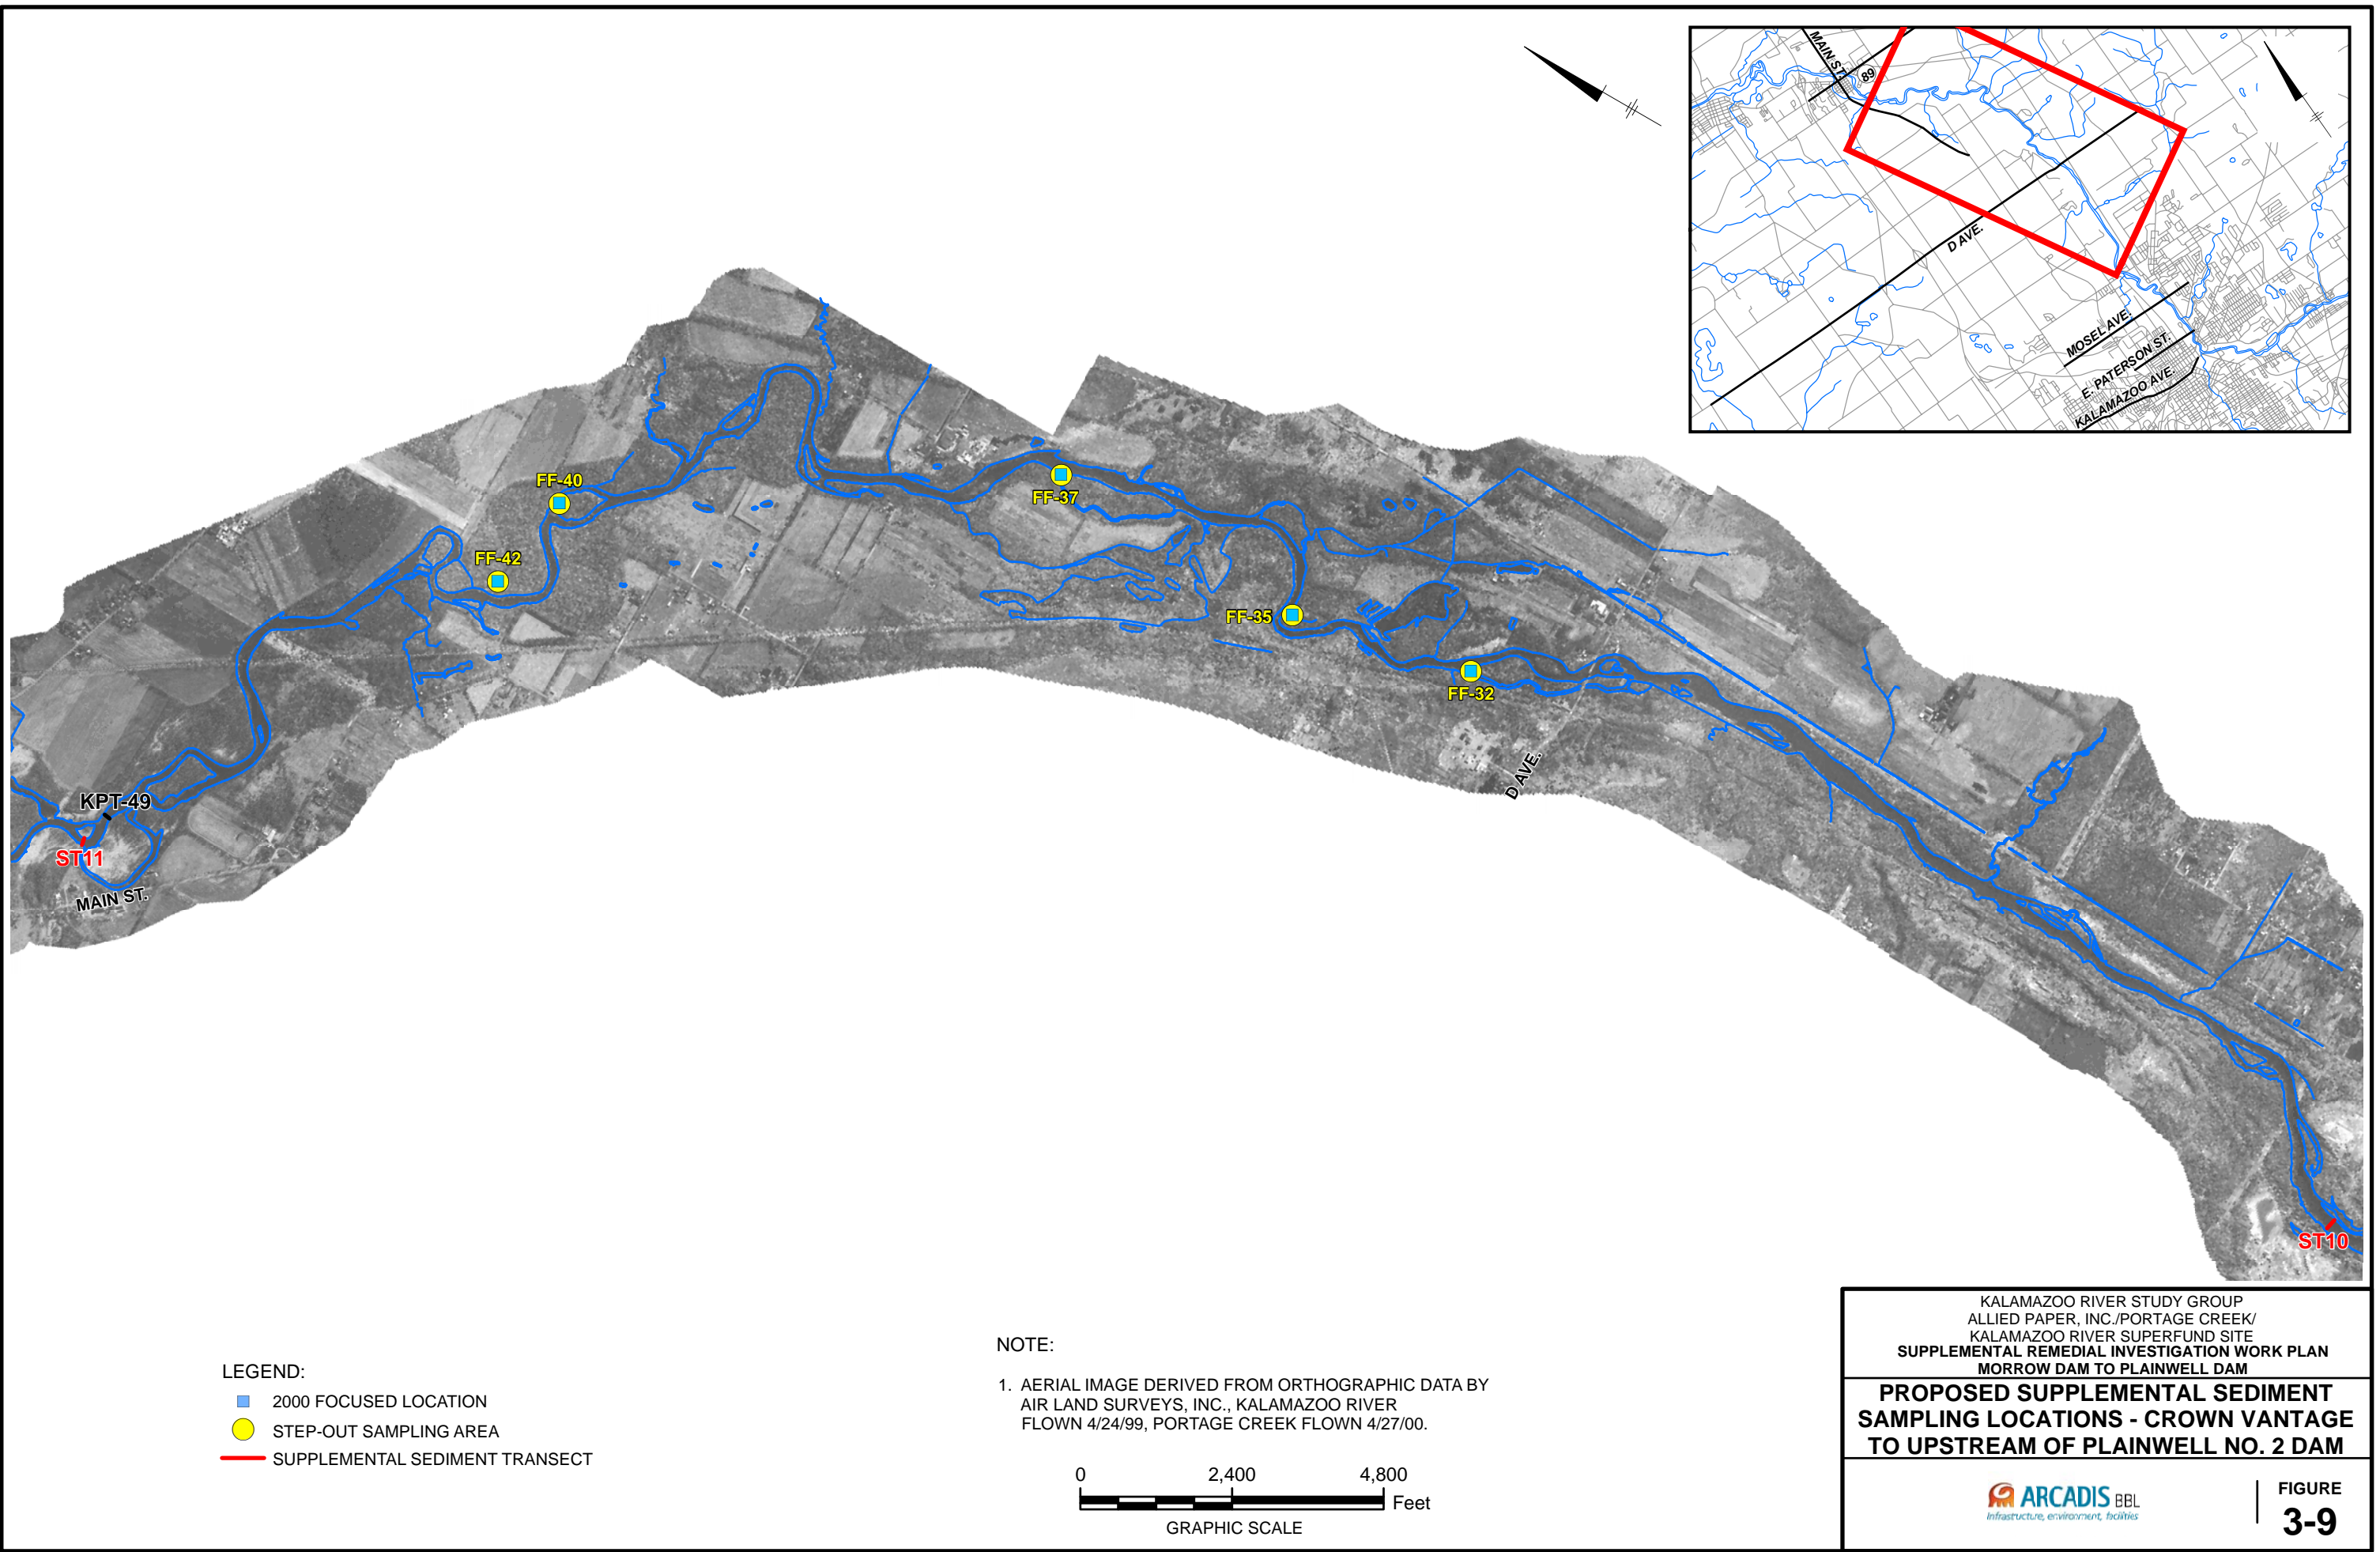 MAIN ST.
89
D AVE.
MOSEL AVE.
E. PATERSON ST.
KALAMAZOO AVE.
FF-40
FF-37
FF-42
FF-35
FF-32
D AVE.
KPT-49
ST11
MAIN ST.
ST10
LEGEND:
2000 FOCUSED LOCATION
STEP-OUT SAMPLING AREA
SUPPLEMENTAL SEDIMENT TRANSECT
NOTE:
1. AERIAL IMAGE DERIVED FROM ORTHOGRAPHIC DATA BY
AIR LAND SURVEYS, INC., KALAMAZOO RIVER
FLOWN 4/24/99, PORTAGE CREEK FLOWN 4/27/00.
0 2,400 4,800
Feet
GRAPHIC SCALE
KALAMAZOO RIVER STUDY GROUP
ALLIED PAPER, INC./PORTAGE CREEK/
KALAMAZOO RIVER SUPERFUND SITE
SUPPLEMENTAL REMEDIAL INVESTIGATION WORK PLAN
MORROW DAM TO PLAINWELL DAM
PROPOSED SUPPLEMENTAL SEDIMENT
SAMPLING LOCATIONS - CROWN VANTAGE
TO UPSTREAM OF PLAINWELL NO. 2 DAM
ARCADIS BBL
Infrastructure, environment, facilities
FIGURE
3-9